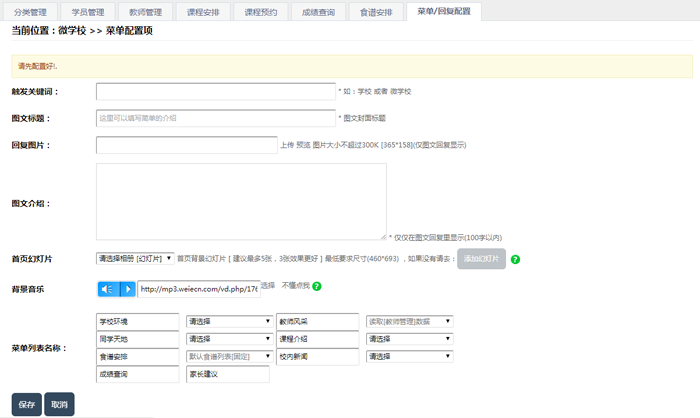 分类管理 学员管理 教师管理 课程安排 课程预约 成绩查询 食谱安排 菜单/回复配置
当前位置：微学校 >> 菜单配置项
请先配置好!.
触发关键词： * 如：学校 或者 微学校
图文标题： 这里可以填写简单的介绍 * 图文封面标题
回复图片： 上传 预览 图片大小不超过300K [365*158](仅图文回复显示)
图文介绍： * 仅仅在图文回复里显示(100字以内)
首页幻灯片 请选择相册 [幻灯片] 首页背景幻灯片 [ 建议最多5张，3张效果更好 ] 最低要求尺寸(460*693) ，如果没有请去： 添加幻灯片 ?
背景音乐 http://mp3.weiecn.com/vd.php/176 选择 不懂点我 ?
菜单列表名称：
学校环境 请选择 教师风采 读取[教师管理]数据
同学天地 请选择 课程介绍 请选择
食谱安排 默认食谱列表[固定] 校内新闻 请选择
成绩查询 家长建议
保存 取消